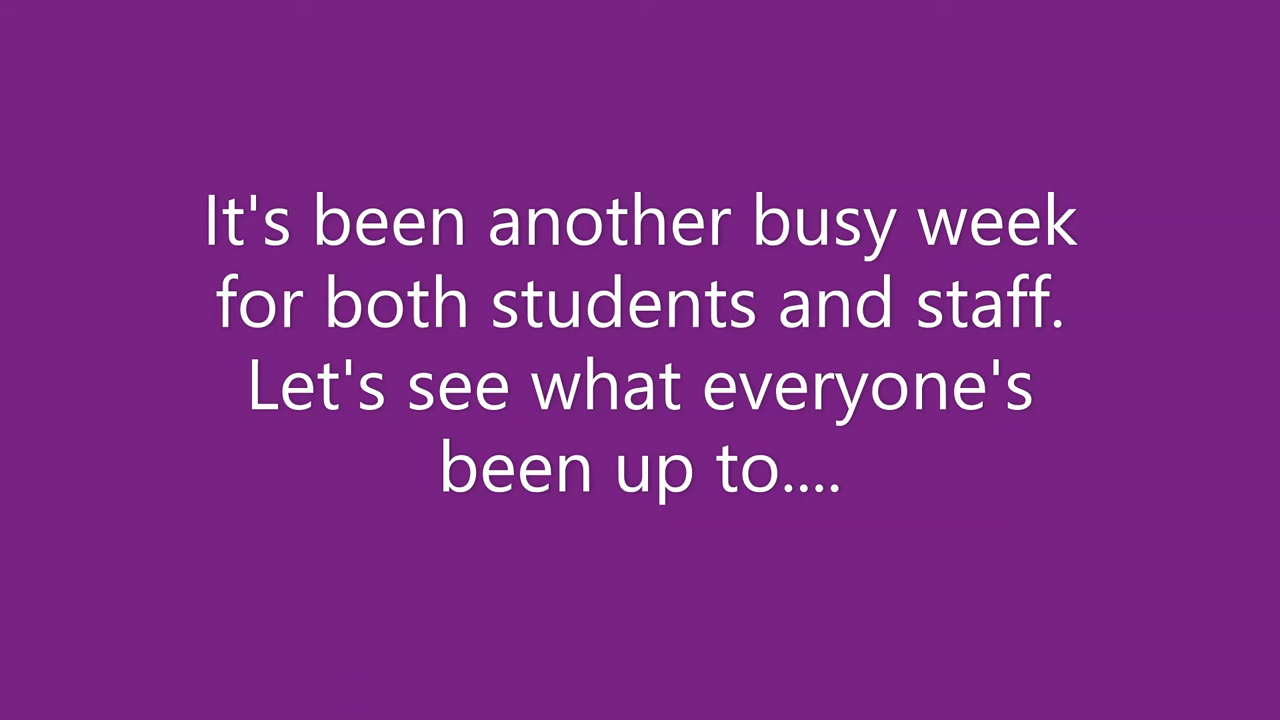 It's been another busy week
for both students and staff.
Let's see what everyone's
been up to....